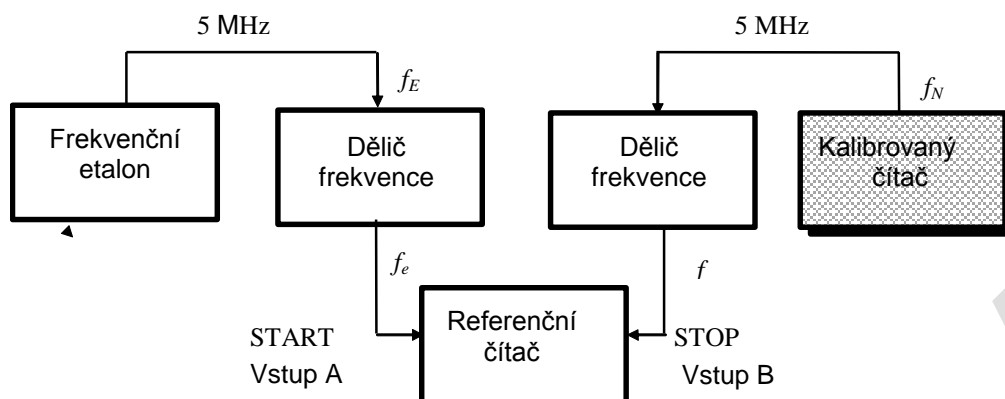 5 MHz
5 MHz
f_E
f_N
Frekvenční
etalon
Dělič
frekvence
Dělič
frekvence
Kalibrovaný
čítač
f_e
f
START
Vstup A
Referenční
čítač
STOP
Vstup B